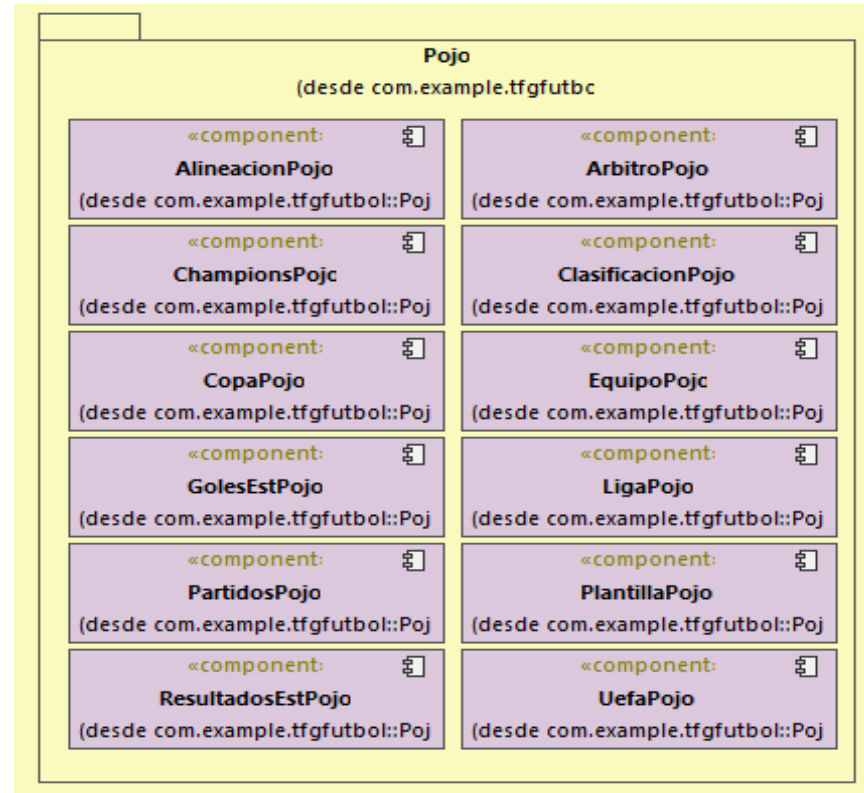 Pojo
(desde com.example.tfgfutbc
«component:
AlineacionPojo
(desde com.example.tfgfutbol::Poj
«component:
ArbitroPojo
(desde com.example.tfgfutbol::Poj
«component:
ChampionsPojc
(desde com.example.tfgfutbol::Poj
«component:
ClasificacionPojo
(desde com.example.tfgfutbol::Poj
«component:
CopaPojo
(desde com.example.tfgfutbol::Poj
«component:
EquipoPojc
(desde com.example.tfgfutbol::Poj
«component:
GolesEstPojo
(desde com.example.tfgfutbol::Poj
«component:
LigaPojo
(desde com.example.tfgfutbol::Poj
«component:
PartidosPojo
(desde com.example.tfgfutbol::Poj
«component:
PlantillaPojo
(desde com.example.tfgfutbol::Poj
«component:
ResultadosEstPojo
(desde com.example.tfgfutbol::Poj
«component:
UefaPojo
(desde com.example.tfgfutbol::Poj